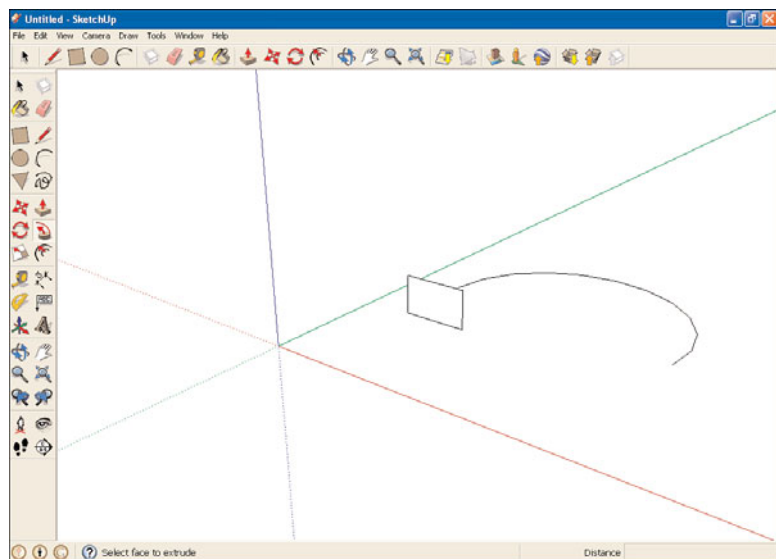 Untitled - SketchUp
File Edit View Camera Draw Tools Window Help
Select face to extrude
Distance